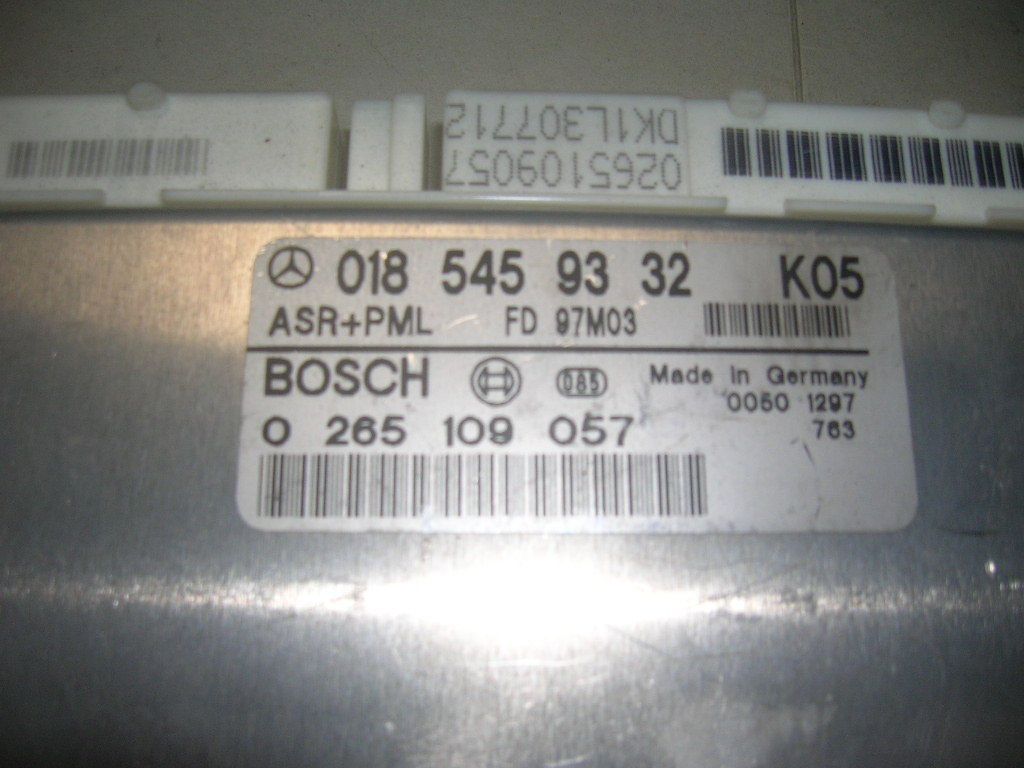 0265109057
DK1L307712
018 545 93 32 K05
ASR+PML FD 97M03
BOSCH 085 Made in Germany
0050 1297
0 265 109 057 763